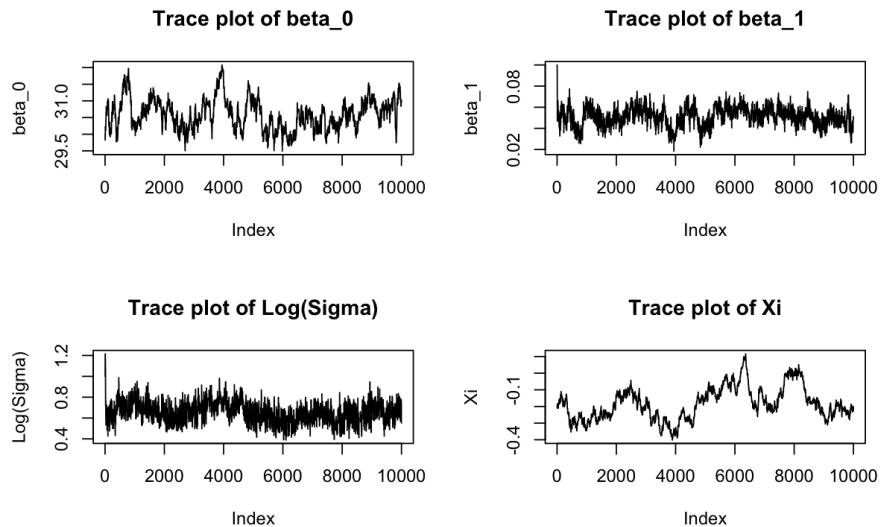 Trace plot of beta_0
beta_0
31.0
29.5
0 2000 4000 6000 8000 10000
Index
Trace plot of beta_1
beta_1
0.08
0.02
0 2000 4000 6000 8000 10000
Index
Trace plot of Log(Sigma)
Log(Sigma)
1.2
0.8
0.4
0 2000 4000 6000 8000 10000
Index
Trace plot of Xi
Xi
-0.1
-0.4
0 2000 4000 6000 8000 10000
Index